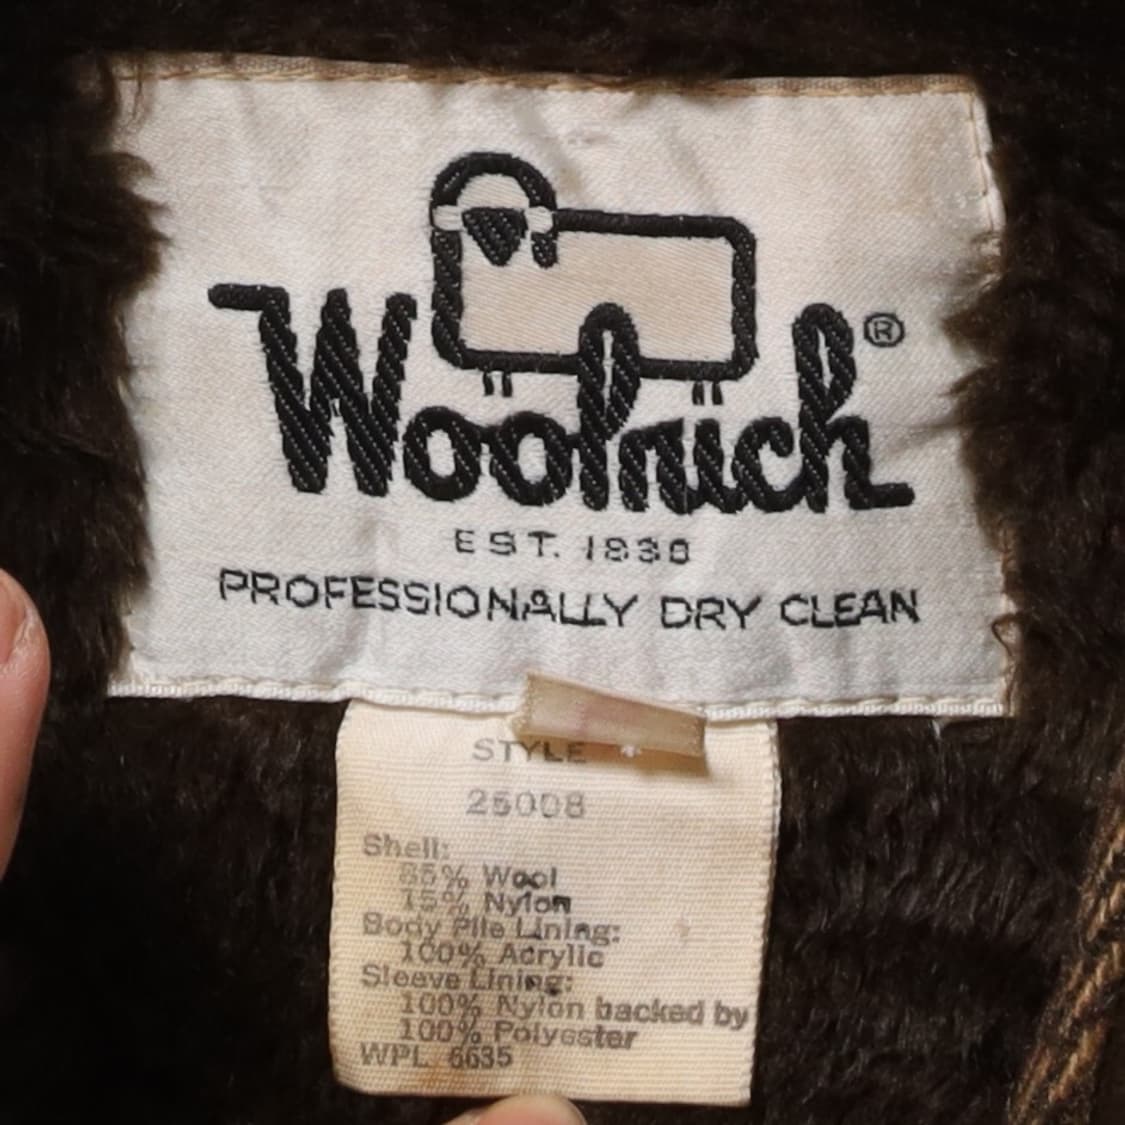 Woolrich®
EST. 1830
PROFESSIONALLY DRY CLEAN
STYLE
25008
Shell:
85% Wool
15% Nylon
Body Pile Lining:
100% Acrylic
Sleeve Lining:
100% Nylon backed by
100% Polyester
WPL 6635